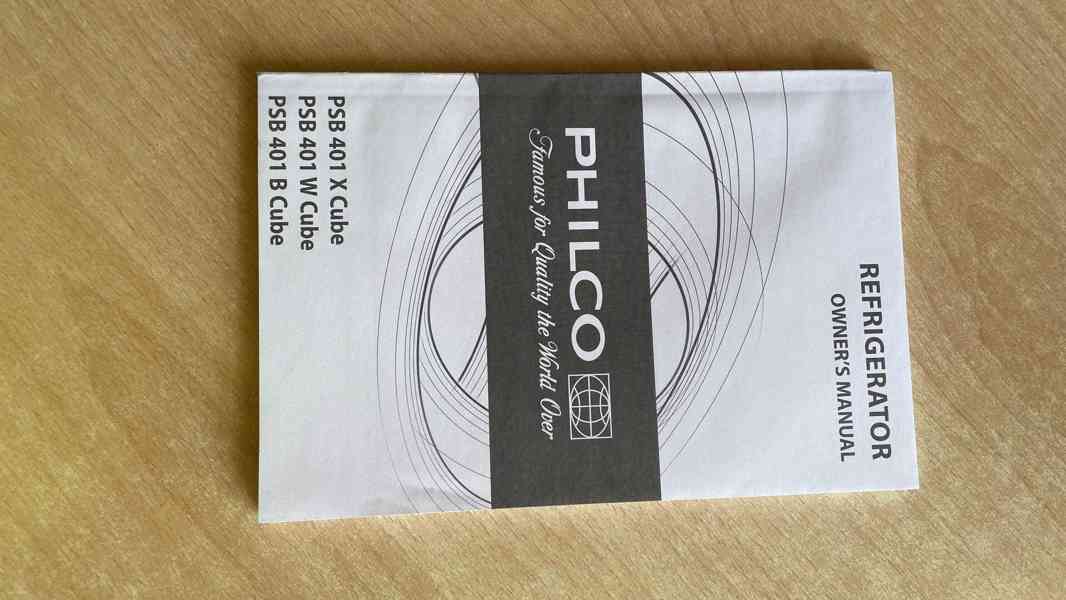 REFRIGERATOR
OWNER'S MANUAL
PHILCO
Famous for Quality the World Over
PSB 401 X Cube
PSB 401 W Cube
PSB 401 B Cube